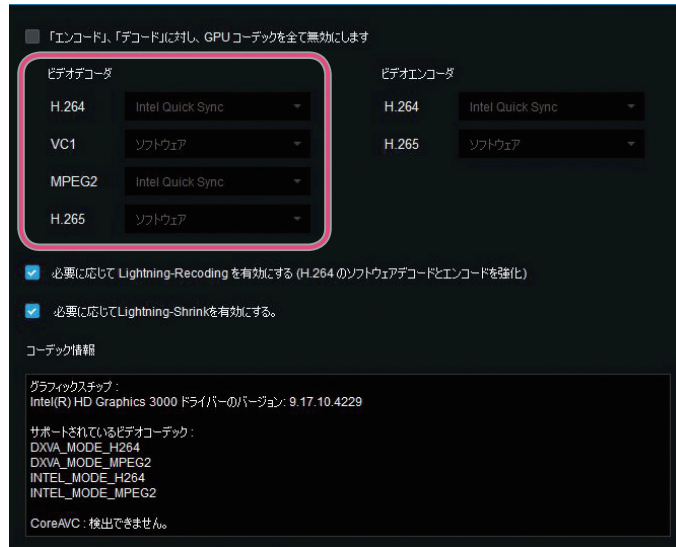 「エンコード」、「デコード」に対し、GPUコーデックを全て無効にします
ビデオデコーダ
ビデオエンコーダ
H.264 Intel Quick Sync
H.264 Intel Quick Sync
VC1 ソフトウェア
H.265 ソフトウェア
MPEG2 Intel Quick Sync
H.265 ソフトウェア
必要に応じて Lightning-Recoding を有効にする (H.264 のソフトウェアデコードとエンコードを強化)
必要に応じてLightning-Shrinkを有効にする。
コーデック情報
グラフィックスチップ :
Intel(R) HD Graphics 3000 ドライバーのバージョン: 9.17.10.4229
サポートされているビデオコーデック :
DXVA_MODE_H264
DXVA_MODE_MPEG2
INTEL_MODE_H264
INTEL_MODE_MPEG2
CoreAVC : 検出できません。